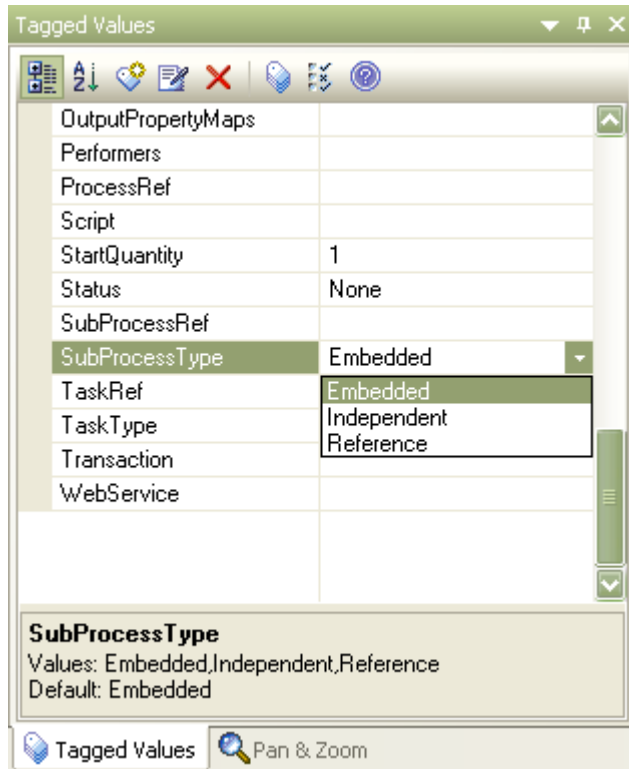 Tagged Values
OutputPropertyMaps
Performers
ProcessRef
Script
StartQuantity 1
Status None
SubProcessRef
SubProcessType Embedded
TaskRef Embedded
TaskType Independent
Reference
Transaction
WebService
SubProcessType
Values: Embedded,Independent,Reference
Default: Embedded
Tagged Values Pan & Zoom